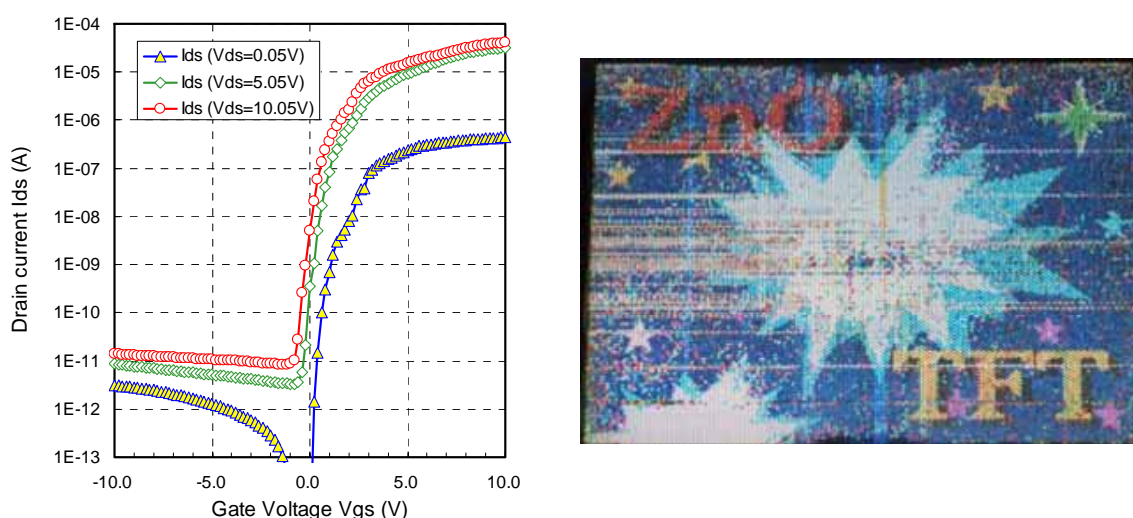 1E-04
1E-05
1E-06
1E-07
1E-08
1E-09
1E-10
1E-11
1E-12
1E-13
Drain current Ids (A)
Ids (Vds=0.05V)
Ids (Vds=5.05V)
Ids (Vds=10.05V)
-10.0 -5.0 0.0 5.0 10.0
Gate Voltage Vgs (V)
ZnO
TFT